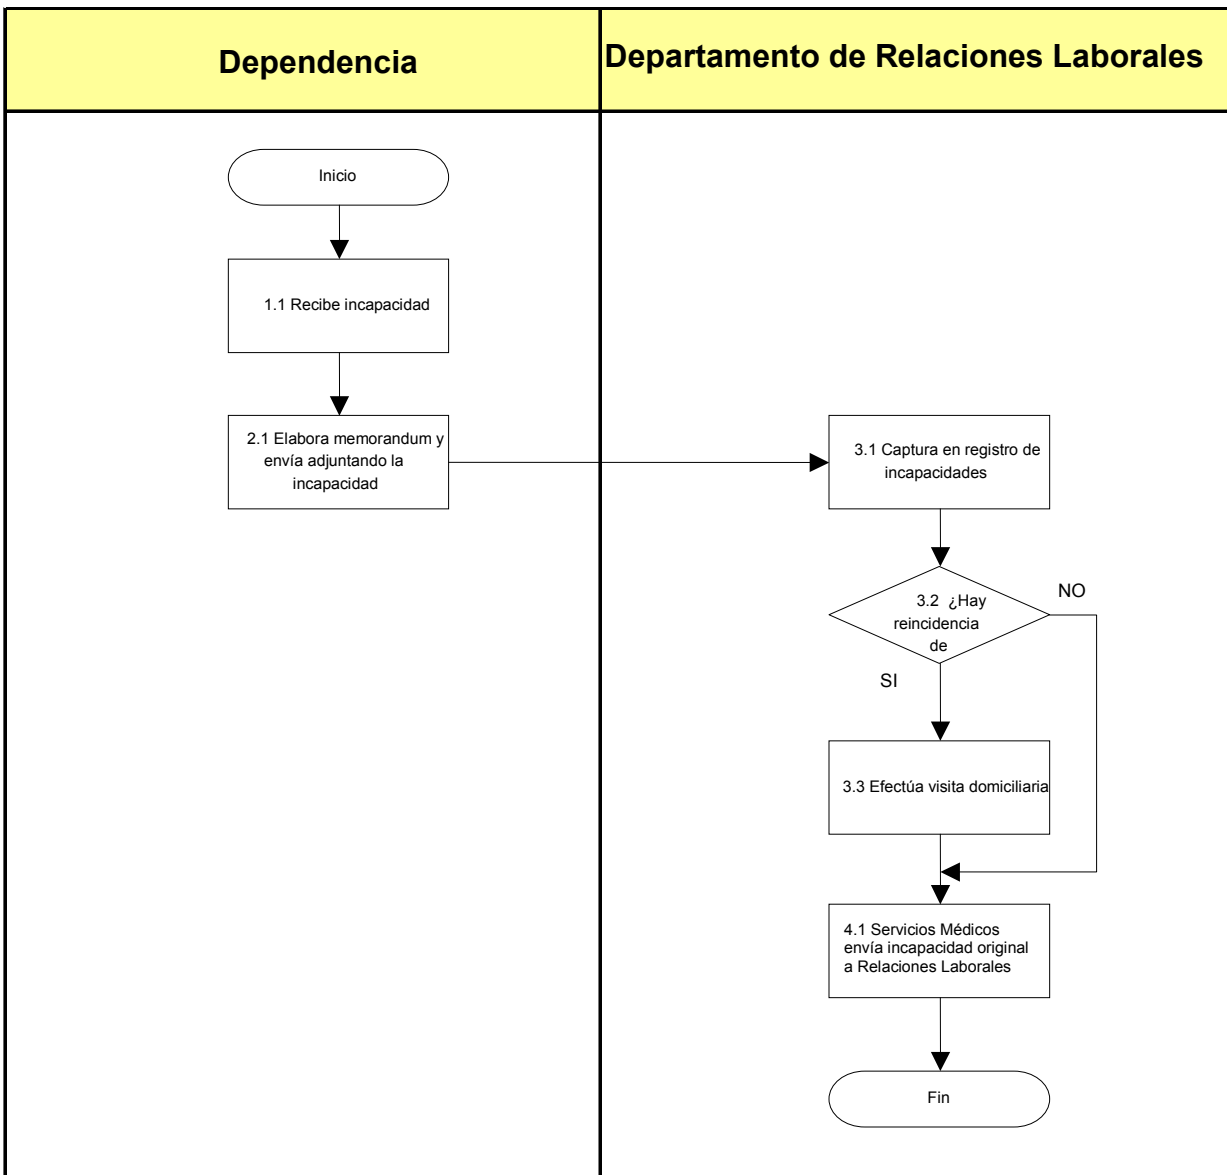 Dependencia
Departamento de Relaciones Laborales
Inicio
1.1 Recibe incapacidad
2.1 Elabora memorandum y
envía adjuntando la
incapacidad
3.1 Captura en registro de
incapacidades
3.2 ¿Hay
reincidencia
de
NO
SI
3.3 Efectúa visita domiciliaria
4.1 Servicios Médicos
envía incapacidad original
a Relaciones Laborales
Fin